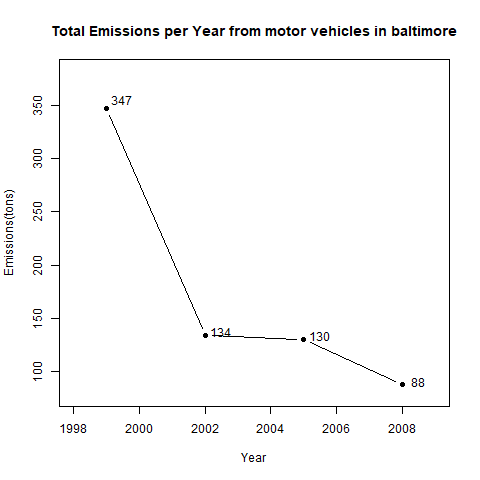 Total Emissions per Year from motor vehicles in baltimore
Emissions(tons)
350
300
250
200
150
100
347
134
130
88
1998 2000 2002 2004 2006 2008
Year